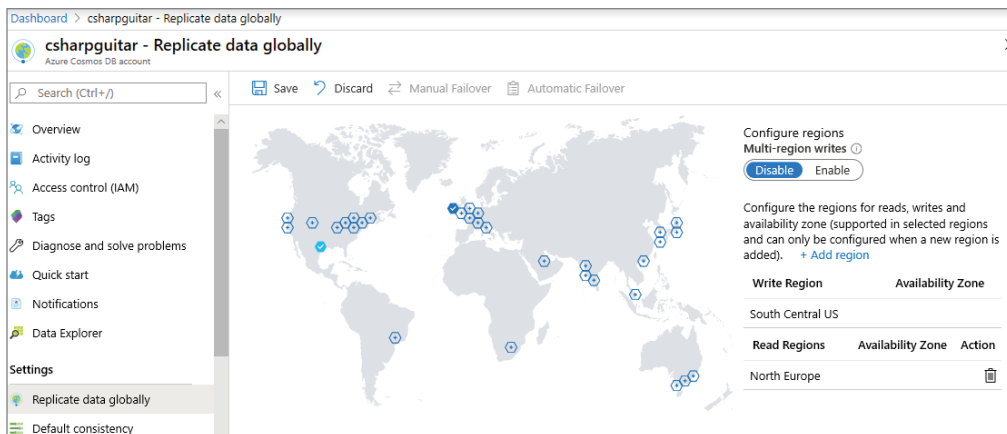 Dashboard > csharpguitar - Replicate data globally
csharpguitar - Replicate data globally
Azure Cosmos DB account
Search (Ctrl+/)
«
Overview
Activity log
Access control (IAM)
Tags
Diagnose and solve problems
Quick start
Notifications
Data Explorer
Settings
Replicate data globally
Default consistency
Save Discard Manual Failover Automatic Failover
Configure regions
Multi-region writes
Disable Enable
Configure the regions for reads, writes and
availability zone (supported in selected regions
and can only be configured when a new region is
added). + Add region
Write Region Availability Zone
South Central US
Read Regions Availability Zone Action
North Europe